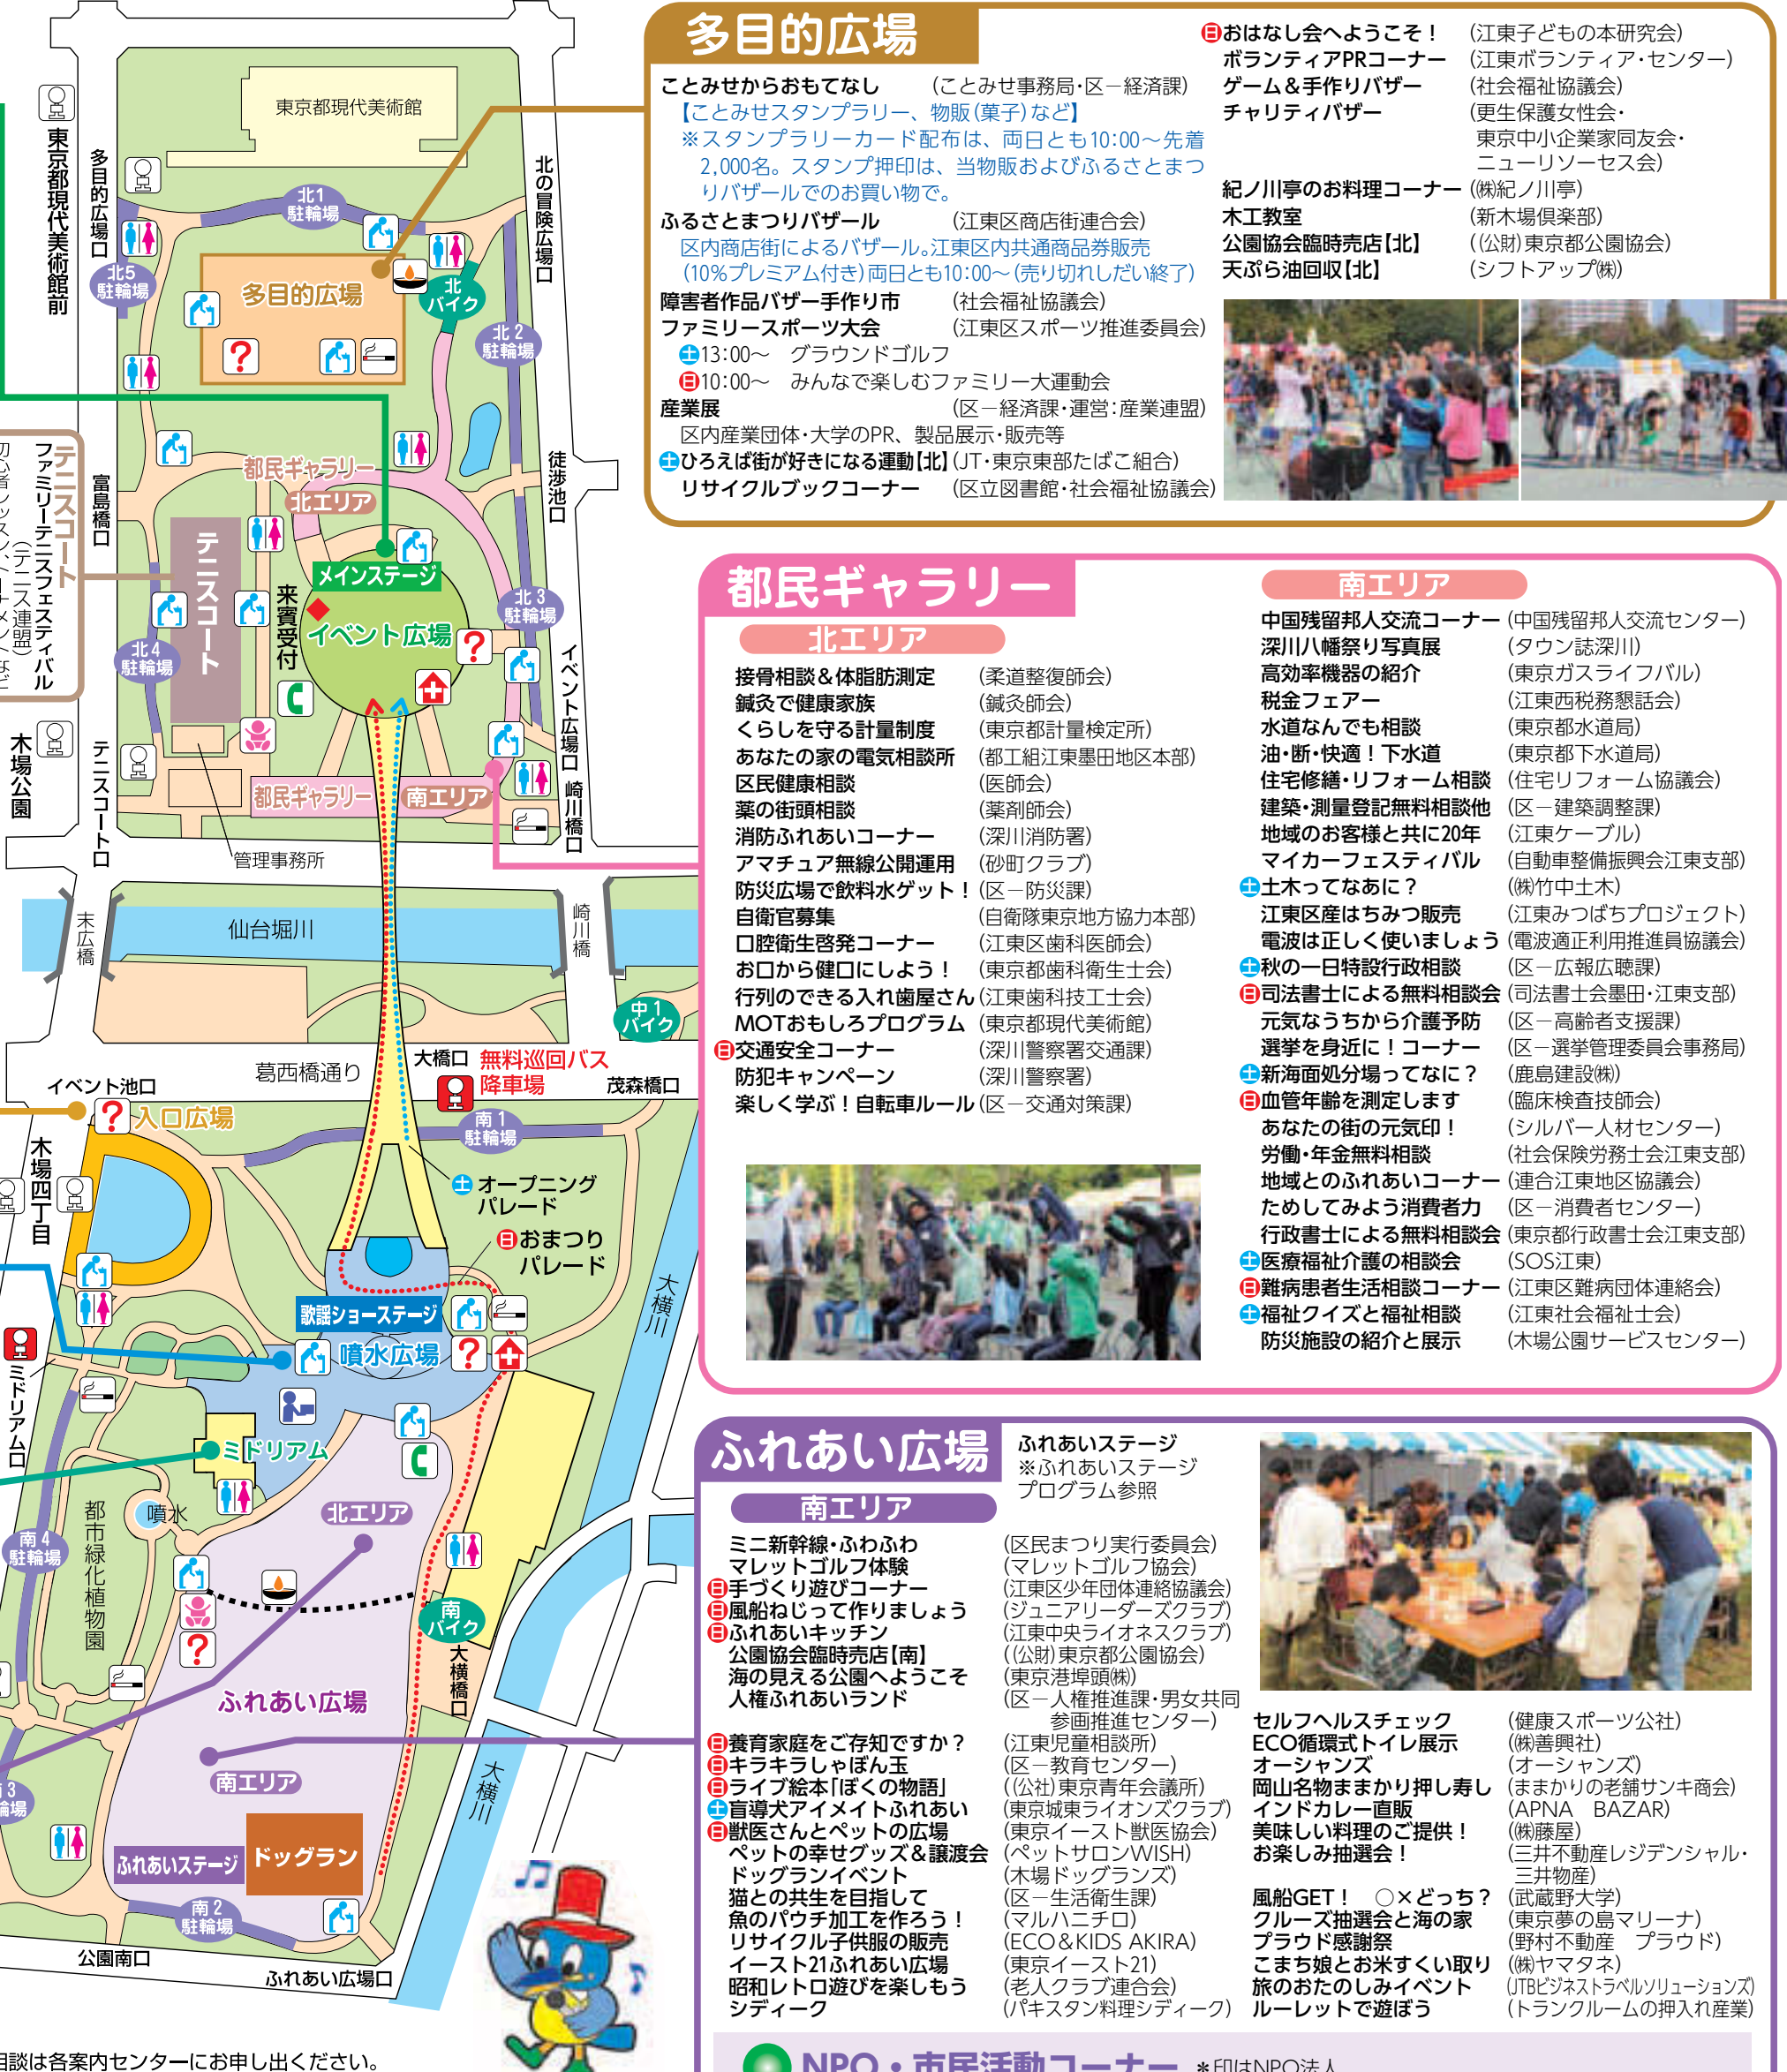 東京都現代美術館
東京都現代美術館前
多目的広場口
北の冒険広場口
北1
駐輪場
北5
駐輪場
多目的広場
北
バイク
北2
駐輪場
都民ギャラリー
北エリア
徒渉池口
富島橋口
テニスコート
ファミリーテニスフェスティバル
(テニス連盟)
テニスコート
メインステージ
来賓受付
イベント広場
北3
駐輪場
北4
駐輪場
イベント広場口
木場公園
テニスコート口
都民ギャラリー
南エリア
崎川橋口
管理事務所
末広橋
仙台堀川
崎川橋
中1
バイク
葛西橋通り
大橋口
無料巡回バス
降車場
茂森橋口
イベント池口
入口広場
南1
駐輪場
木場四丁目
土オープニング
パレード
日おまつり
パレード
大横川
歌謡ショーステージ
噴水広場
ミドリアム口
ミドリアム
北エリア
噴水
都市緑化植物園
南4
駐輪場
南
バイク
大横橋口
ふれあい広場
南エリア
大横川
ふれあいステージ
ドッグラン
南2
駐輪場
公園南口
ふれあい広場口
相談は各案内センターにお申し出ください。
多目的広場
ことみせからおもてなし (ことみせ事務局・区−経済課)
【ことみせスタンプラリー、物販(菓子)など】
※スタンプラリーカード配布は、両日とも10:00〜先着
2,000名。スタンプ押印は、当物販およびふるさとまつ
りバザールでのお買い物で。
ふるさとまつりバザール (江東区商店街連合会)
区内商店街によるバザール。江東区内共通商品券販売
(10%プレミアム付き)両日とも10:00〜(売り切れしだい終了)
障害者作品バザー手作り市 (社会福祉協議会)
ファミリースポーツ大会 (江東区スポーツ推進委員会)
土13:00〜 グラウンドゴルフ
日10:00〜 みんなで楽しむファミリー大運動会
産業展 (区−経済課・運営:産業連盟)
区内産業団体・大学のPR、製品展示・販売等
土ひろえば街が好きになる運動【北】(JT・東京東部たばこ組合)
リサイクルブックコーナー (区立図書館・社会福祉協議会)
日おはなし会へようこそ! (江東子どもの本研究会)
ボランティアPRコーナー (江東ボランティア・センター)
ゲーム&手作りバザー (社会福祉協議会)
チャリティバザー (更生保護女性会・
東京中小企業家同友会・
ニューリソーセス会)
紀ノ川亭のお料理コーナー (㈱紀ノ川亭)
木工教室 (新木場倶楽部)
公園協会臨時売店【北】 ((公財)東京都公園協会)
天ぷら油回収【北】 (シフトアップ㈱)
都民ギャラリー
北エリア
接骨相談&体脂肪測定 (柔道整復師会)
鍼灸で健康家族 (鍼灸師会)
くらしを守る計量制度 (東京都計量検定所)
あなたの家の電気相談所 (都工組江東墨田地区本部)
区民健康相談 (医師会)
薬の街頭相談 (薬剤師会)
消防ふれあいコーナー (深川消防署)
アマチュア無線公開運用 (砂町クラブ)
防災広場で飲料水ゲット! (区−防災課)
自衛官募集 (自衛隊東京地方協力本部)
口腔衛生啓発コーナー (江東区歯科医師会)
お口から健口にしよう! (東京都歯科衛生士会)
行列のできる入れ歯屋さん (江東歯科技工士会)
MOTおもしろプログラム (東京都現代美術館)
日交通安全コーナー (深川警察署交通課)
防犯キャンペーン (深川警察署)
楽しく学ぶ!自転車ルール (区−交通対策課)
南エリア
中国残留邦人交流コーナー (中国残留邦人交流センター)
深川八幡祭り写真展 (タウン誌深川)
高効率機器の紹介 (東京ガスライフバル)
税金フェアー (江東西税務懇話会)
水道なんでも相談 (東京都水道局)
油・断・快適!下水道 (東京都下水道局)
住宅修繕・リフォーム相談 (住宅リフォーム協議会)
建築・測量登記無料相談他 (区−建築調整課)
地域のお客様と共に20年 (江東ケーブル)
マイカーフェスティバル (自動車整備振興会江東支部)
土土木ってなあに? (㈱竹中土木)
江東区産はちみつ販売 (江東みつばちプロジェクト)
電波は正しく使いましょう (電波適正利用推進員協議会)
土秋の一日特設行政相談 (区−広報広聴課)
日司法書士による無料相談会 (司法書士会墨田・江東支部)
元気なうちから介護予防 (区−高齢者支援課)
選挙を身近に!コーナー (区−選挙管理委員会事務局)
土新海面処分場ってなに? (鹿島建設㈱)
日血管年齢を測定します (臨床検査技師会)
あなたの街の元気印! (シルバー人材センター)
労働・年金無料相談 (社会保険労務士会江東支部)
地域とのふれあいコーナー (連合江東地区協議会)
ためしてみよう消費者力 (区−消費者センター)
行政書士による無料相談会 (東京都行政書士会江東支部)
土医療福祉介護の相談会 (SOS江東)
日難病患者生活相談コーナー (江東区難病団体連絡会)
土福祉クイズと福祉相談 (江東社会福祉士会)
防災施設の紹介と展示 (木場公園サービスセンター)
ふれあい広場
ふれあいステージ
※ふれあいステージ
プログラム参照
南エリア
ミニ新幹線・ふわふわ (区民まつり実行委員会)
マレットゴルフ体験 (マレットゴルフ協会)
日手づくり遊びコーナー (江東区少年団体連絡協議会)
日風船ねじって作りましょう (ジュニアリーダーズクラブ)
日ふれあいキッチン (江東中央ライオネスクラブ)
公園協会臨時売店【南】 ((公財)東京都公園協会)
海の見える公園へようこそ (東京港埠頭㈱)
人権ふれあいランド (区−人権推進課・男女共同
参画推進センター)
日養育家庭をご存知ですか? (江東児童相談所)
日キラキラしゃぼん玉 (区−教育センター)
日ライブ絵本「ぼくの物語」 ((公社)東京青年会議所)
土盲導犬アイメイトふれあい (東京城東ライオンズクラブ)
日獣医さんとペットの広場 (東京イースト獣医協会)
ペットの幸せグッズ&譲渡会 (ペットサロンWISH)
ドッグランイベント (木場ドッグランズ)
猫との共生を目指して (区−生活衛生課)
魚のパウチ加工を作ろう! (マルハニチロ)
リサイクル子供服の販売 (ECO&KIDS AKIRA)
イースト21ふれあい広場 (東京イースト21)
昭和レトロ遊びを楽しもう (老人クラブ連合会)
シディーク (パキスタン料理シディーク)
セルフヘルスチェック (健康スポーツ公社)
ECO循環式トイレ展示 (㈱善興社)
オーシャンズ (オーシャンズ)
岡山名物ままかり押し寿し (ままかりの老舗サンキ商会)
インドカレー直販 (APNA BAZAR)
美味しい料理のご提供! (㈱藤屋)
お楽しみ抽選会! (三井不動産レジデンシャル・
三井物産)
風船GET! ○×どっち? (武蔵野大学)
クルーズ抽選会と海の家 (東京夢の島マリーナ)
プラウド感謝祭 (野村不動産 プラウド)
こまち娘とお米すくい取り (㈱ヤマタネ)
旅のおたのしみイベント (JTBビジネストラベルソリューションズ)
ルーレットで遊ぼう (トランクルームの押入れ産業)
NPO・市民活動コーナー *印はNPO法人